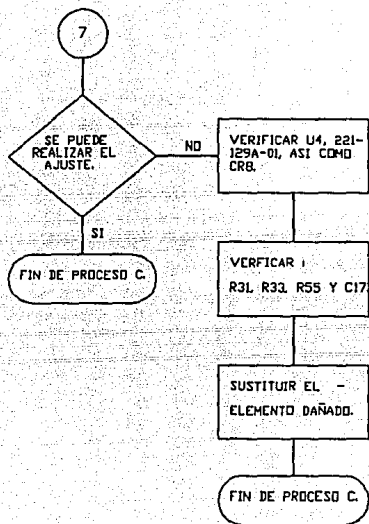 7
SE PUEDE
REALIZAR EL
AJUSTE.
NO
SI
FIN DE PROCESO C.
VERIFICAR U4, 221-
129A-01, ASI COMO
CR8.
VERFICAR :
R31, R33, R55 Y C17.
SUSTITUIR EL -
ELEMENTO DAÑADO.
FIN DE PROCESO C.